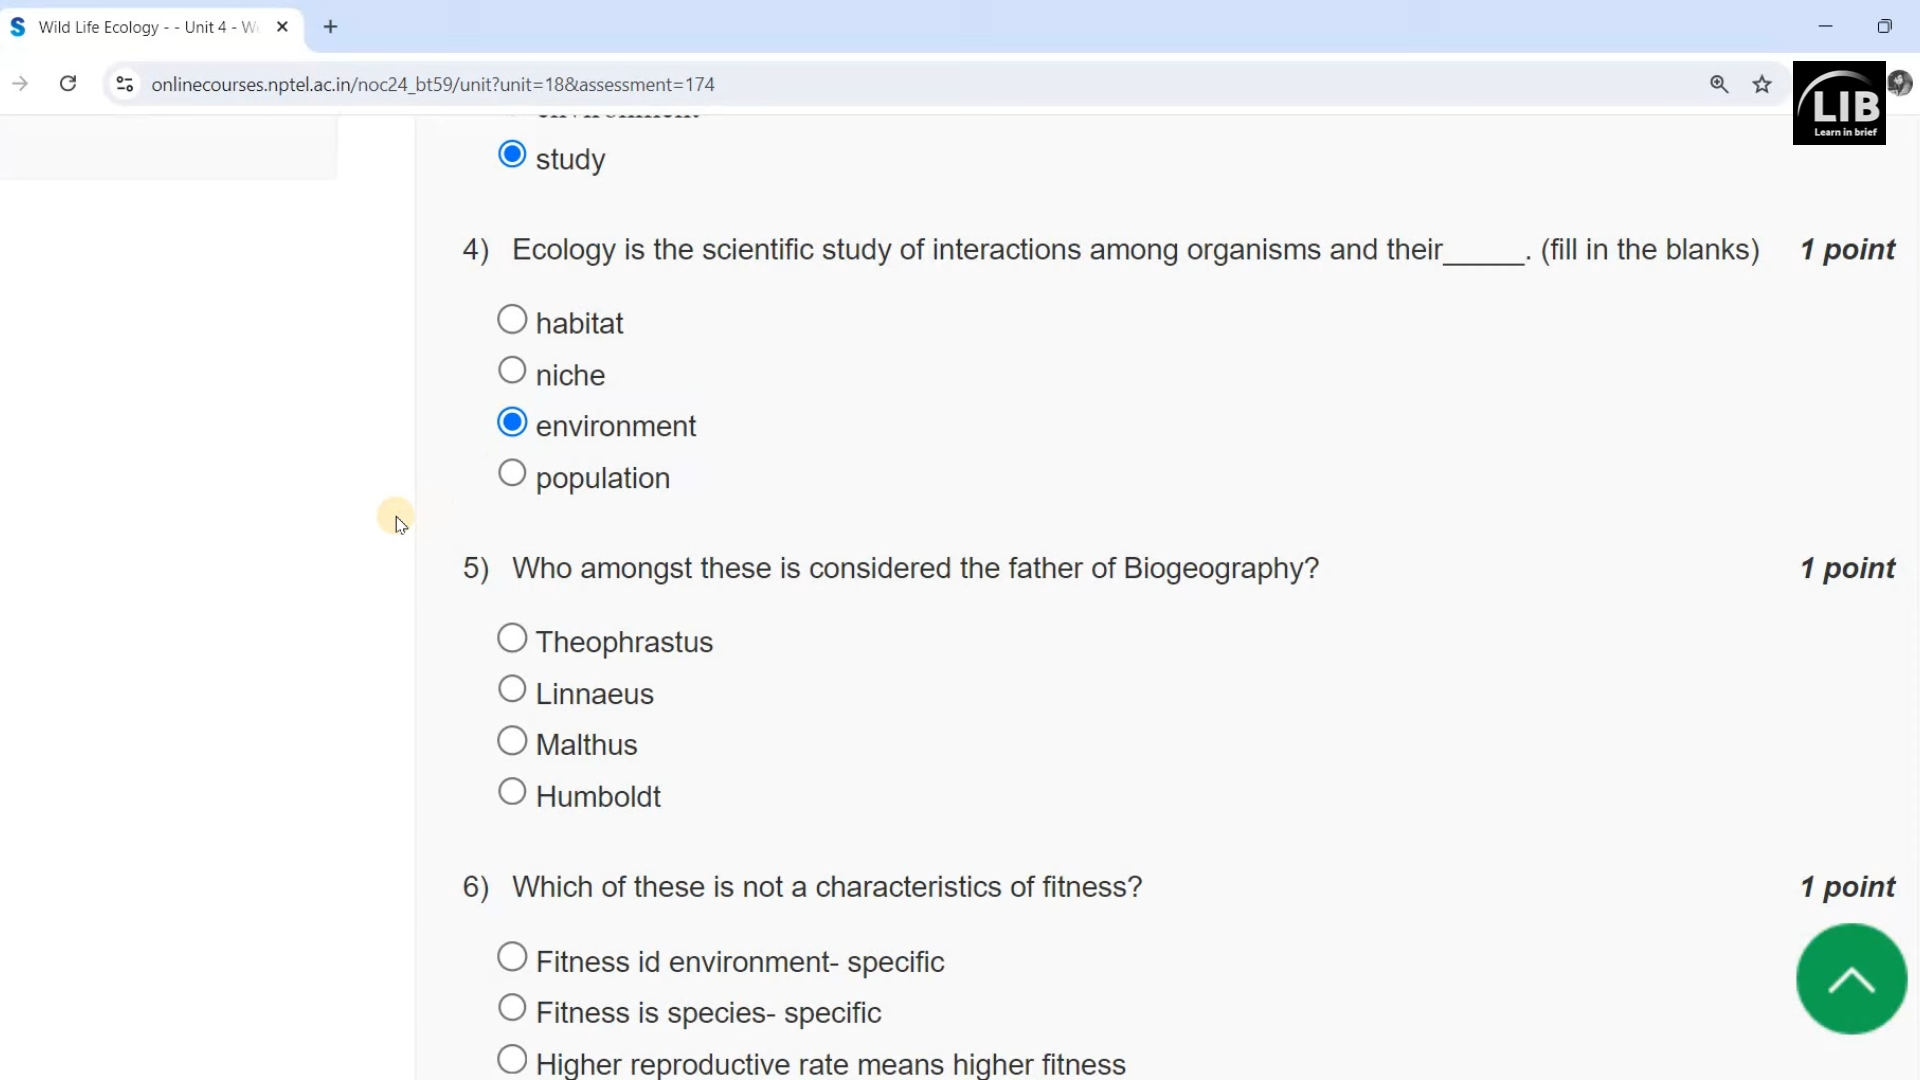 Wild Life Ecology - - Unit 4 - W
onlinecourses.nptel.ac.in/noc24_bt59/unit?unit=18&assessment=174
LIB
Learn in brief
study
4) Ecology is the scientific study of interactions among organisms and their_____. (fill in the blanks) 1 point
habitat
niche
environment
population
5) Who amongst these is considered the father of Biogeography? 1 point
Theophrastus
Linnaeus
Malthus
Humboldt
6) Which of these is not a characteristics of fitness? 1 point
Fitness id environment- specific
Fitness is species- specific
Higher reproductive rate means higher fitness